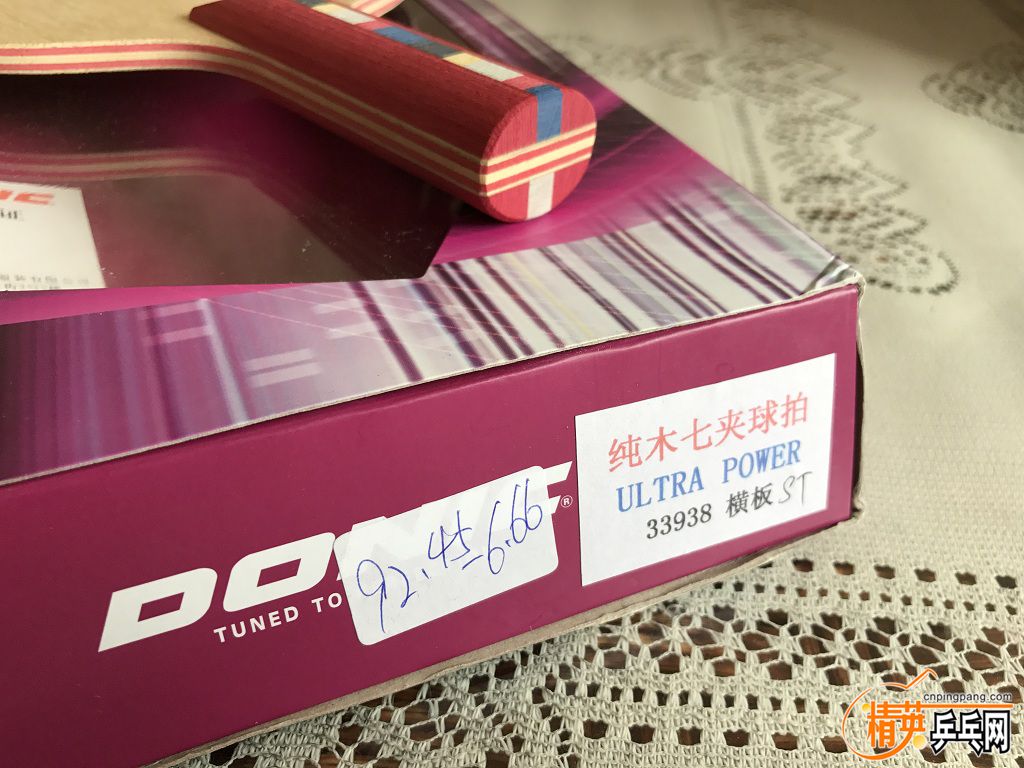 纯木七夹球拍
ULTRA POWER
33938 横板 ST
92.45-6.66
DO
®
TUNED TO
cnpingpang.com
精英乒乓网